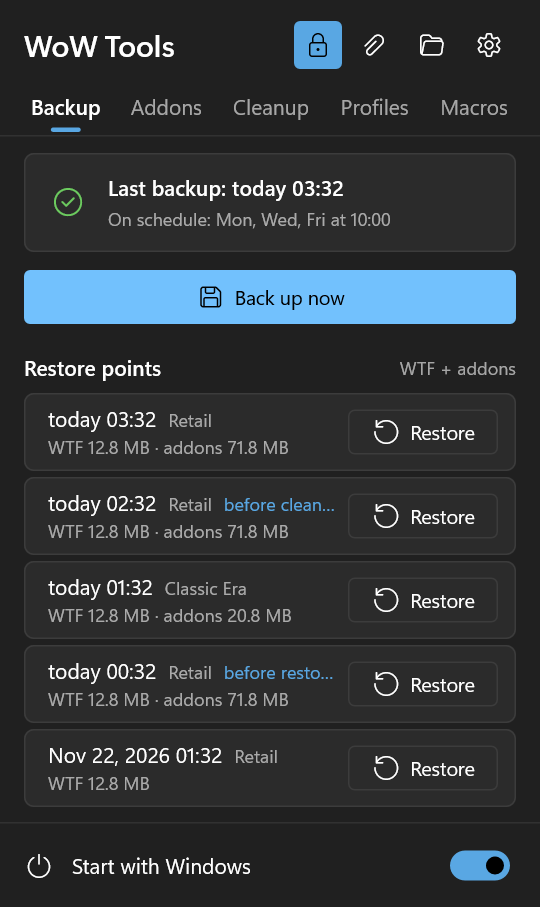 WoW Tools
Backup Addons Cleanup Profiles Macros
Last backup: today 03:32
On schedule: Mon, Wed, Fri at 10:00
Back up now
Restore points WTF + addons
today 03:32 Retail
WTF 12.8 MB · addons 71.8 MB
Restore
today 02:32 Retail before clean...
WTF 12.8 MB · addons 71.8 MB
Restore
today 01:32 Classic Era
WTF 12.8 MB · addons 20.8 MB
Restore
today 00:32 Retail before resto...
WTF 12.8 MB · addons 71.8 MB
Restore
Nov 22, 2026 01:32 Retail
WTF 12.8 MB
Restore
Start with Windows